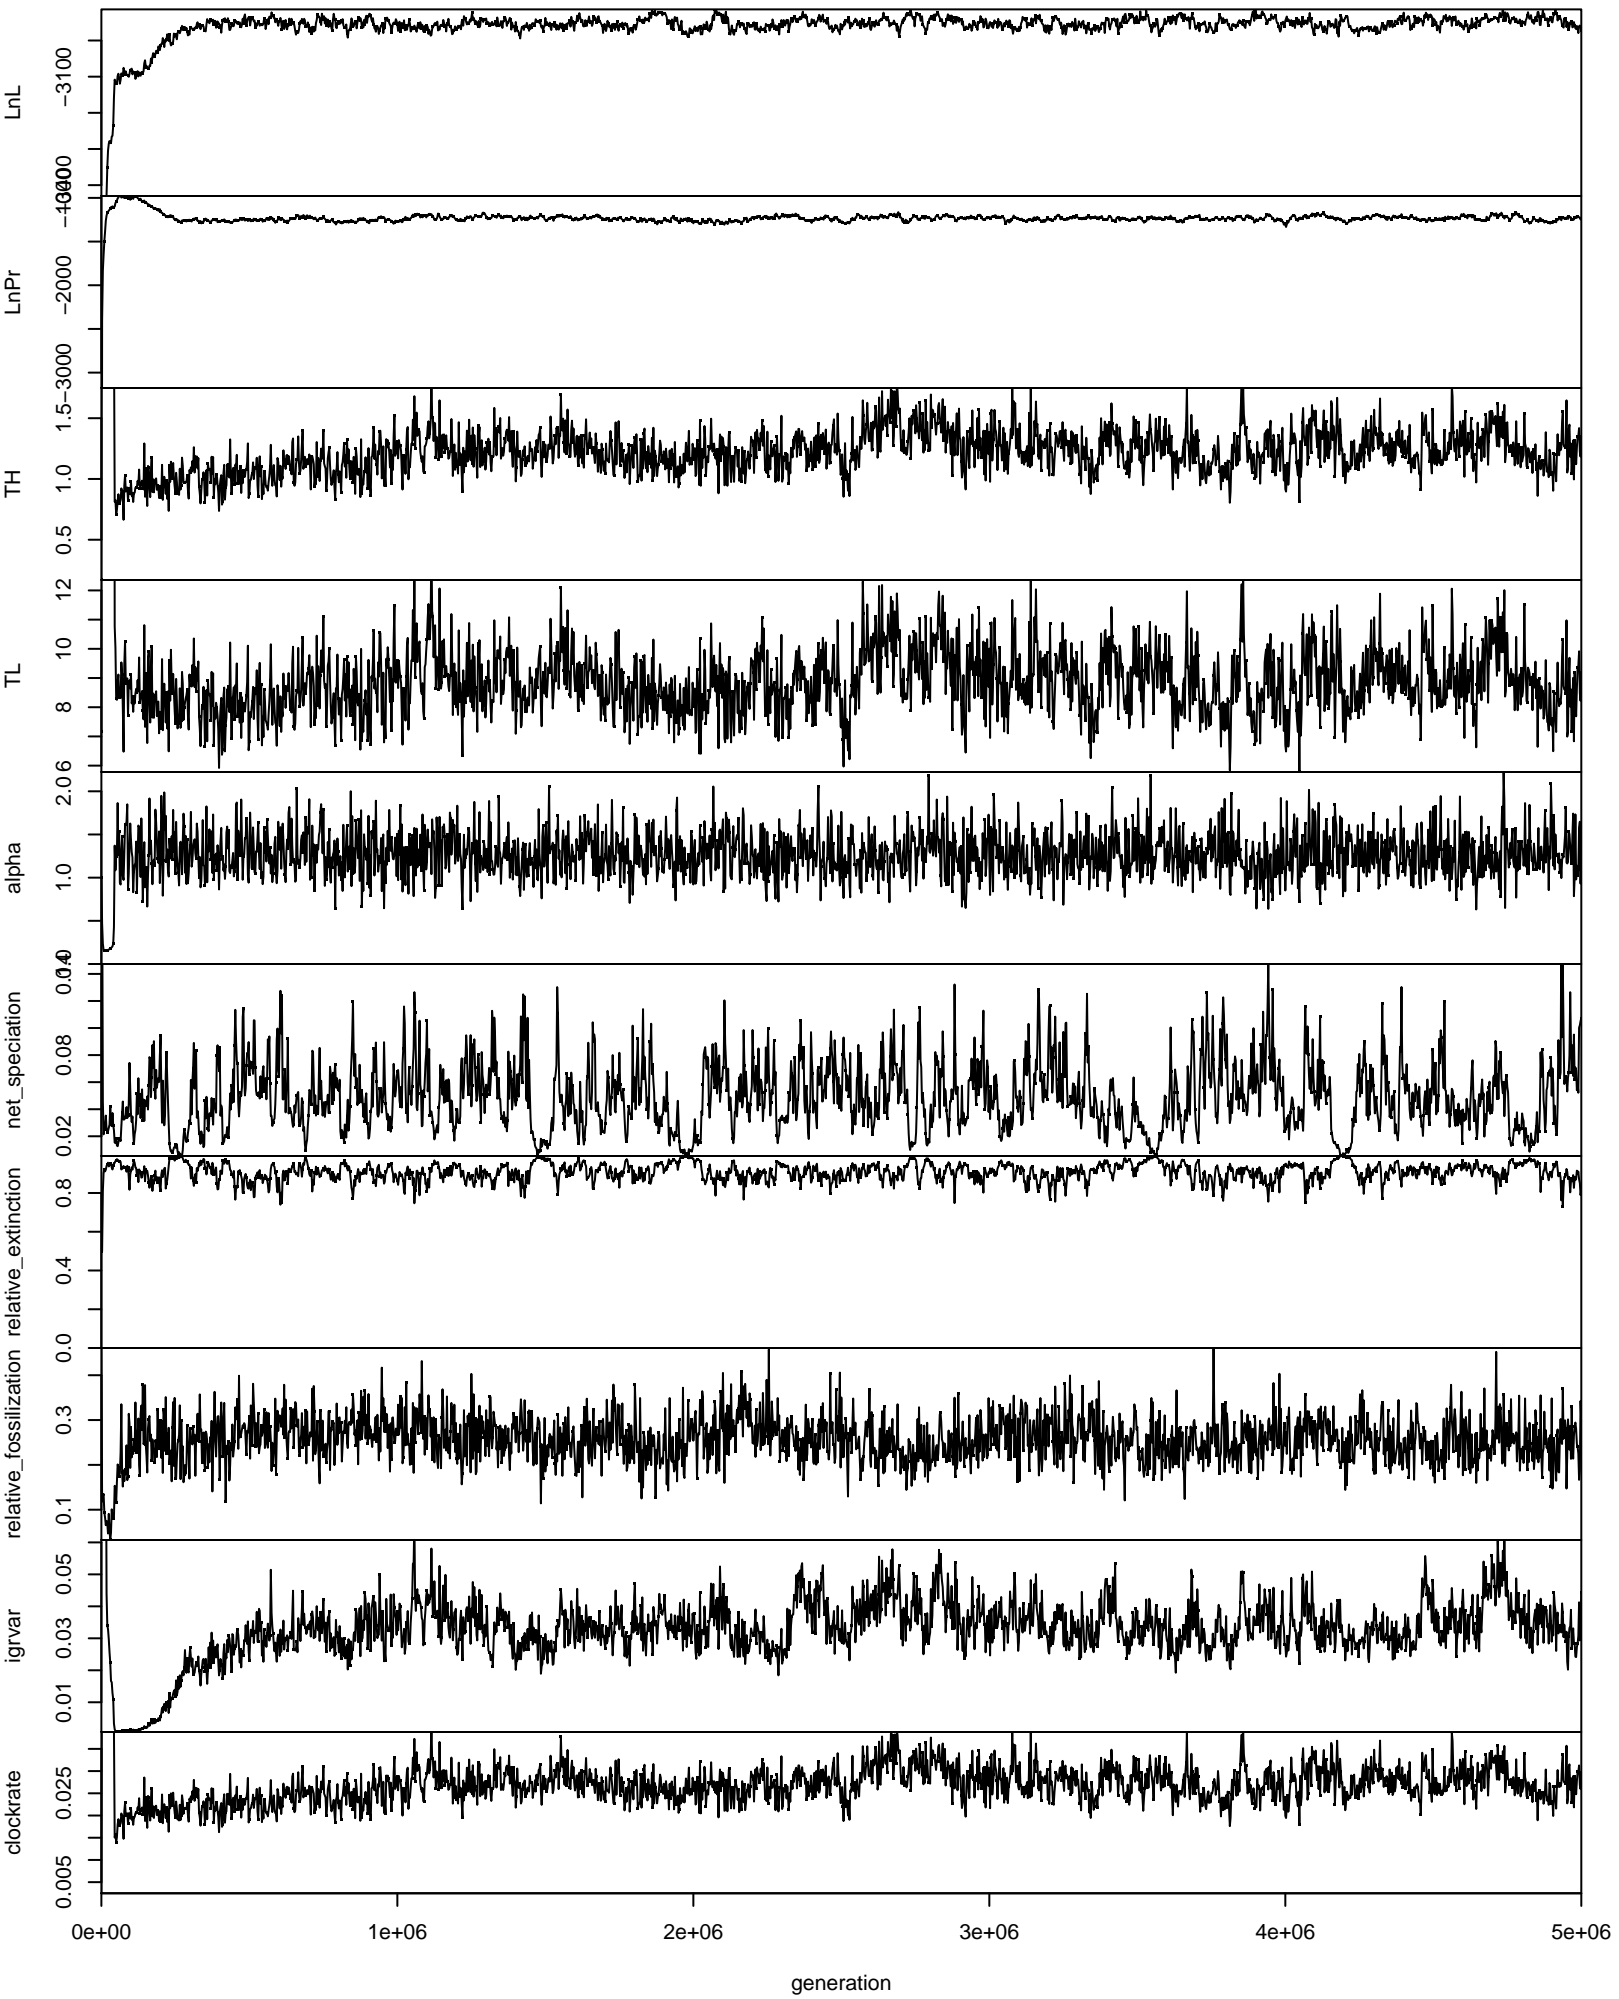 LnL
−3100
LnPr
−2000
−3000
TH
1.5
1.0
0.5
TL
12
10
8
6
alpha
2.0
1.0
net_speciation
0.08
0.02
relative_extinction
0.8
0.4
0.0
relative_fossilization
0.3
0.1
igrvar
0.05
0.03
0.01
clockrate
0.025
0.005
0e+00 1e+06 2e+06 3e+06 4e+06 5e+06
generation